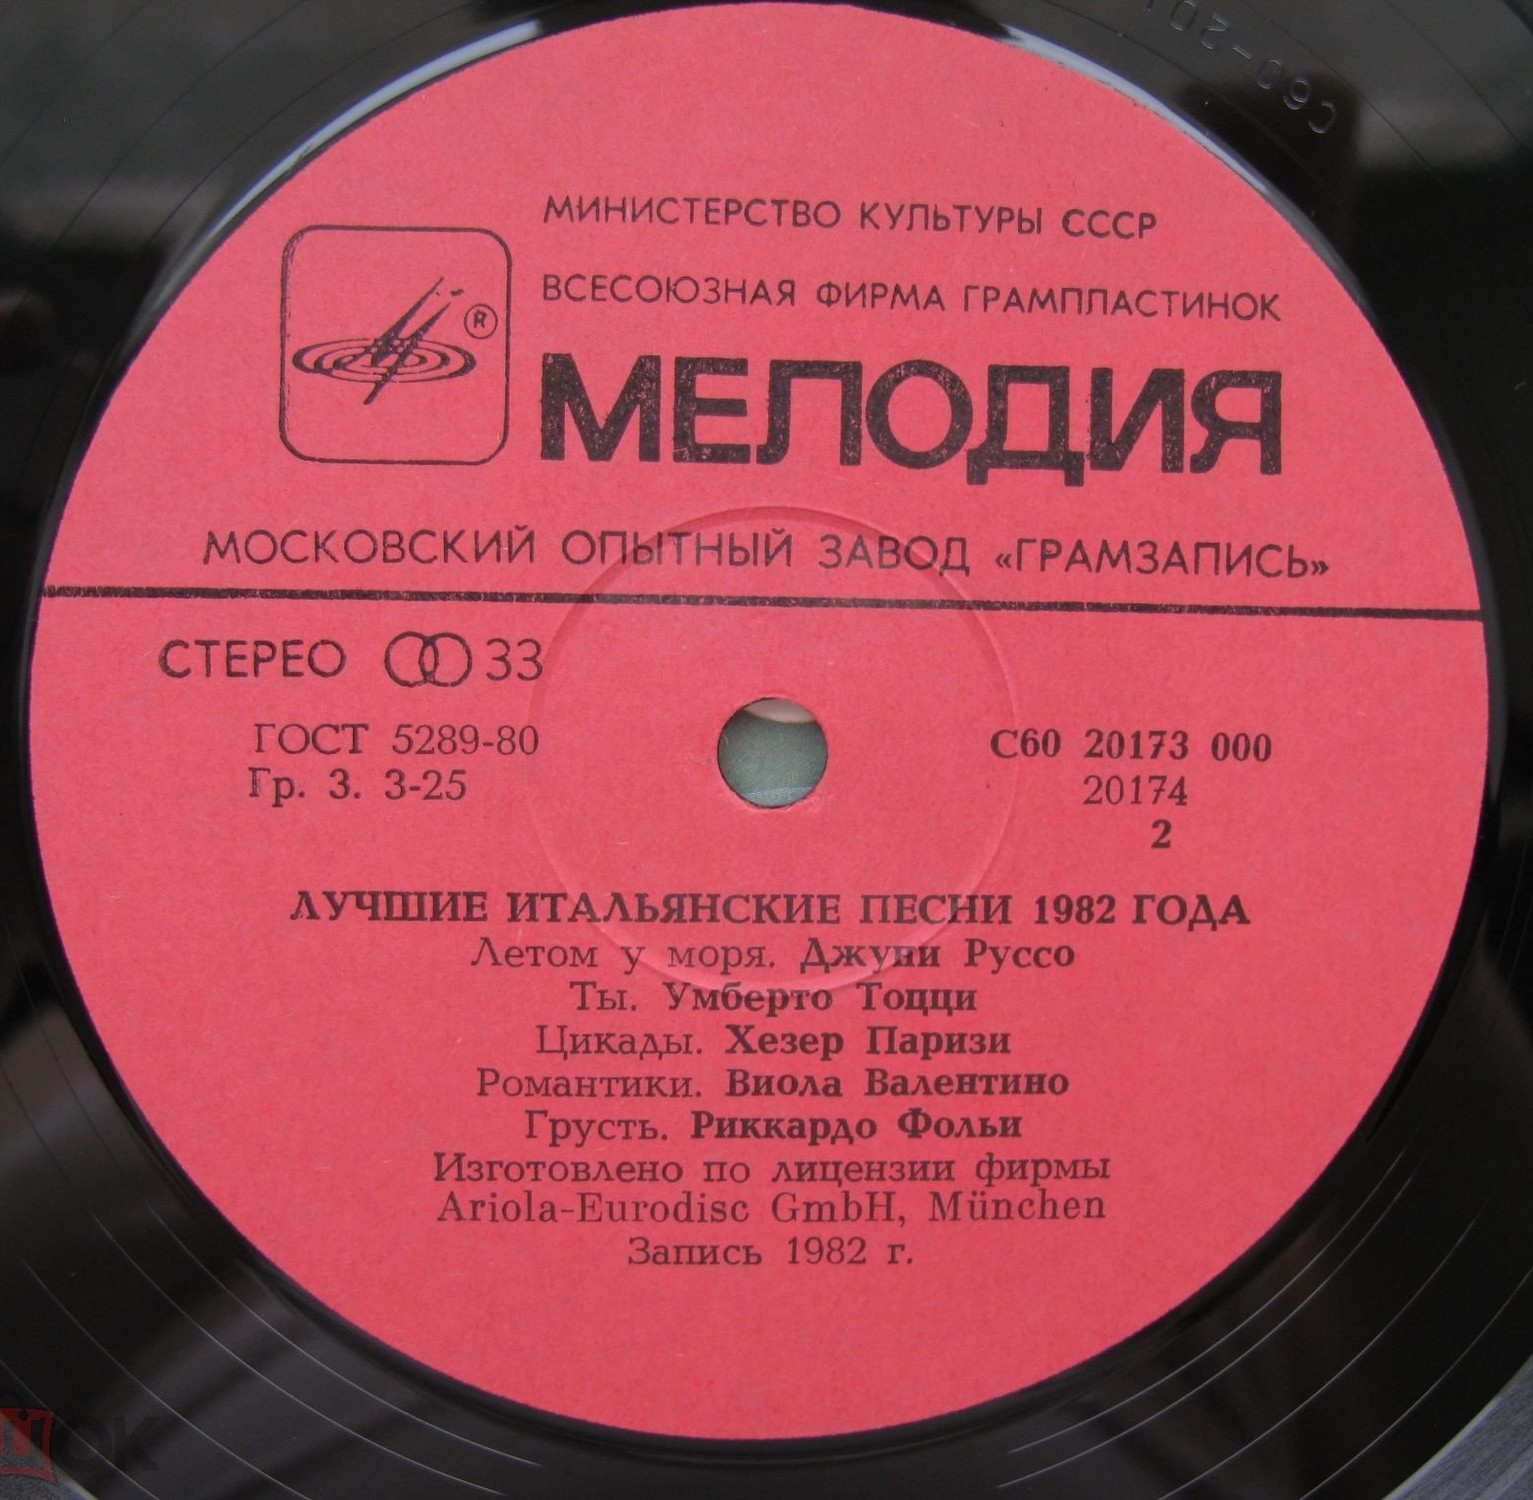 С60-20
МИНИСТЕРСТВО КУЛЬТУРЫ СССР
ВСЕСОЮЗНАЯ ФИРМА ГРАМПЛАСТИНОК
®
МЕЛОДИЯ
МОСКОВСКИЙ ОПЫТНЫЙ ЗАВОД «ГРАМЗАПИСЬ»
СТЕРЕО 33
ГОСТ 5289-80
Гр. 3. 3-25
С60 20173 000
20174
2
ЛУЧШИЕ ИТАЛЬЯНСКИЕ ПЕСНИ 1982 ГОДА
Летом у моря. Джуни Руссо
Ты. Умберто Тоцци
Цикады. Хезер Паризи
Романтики. Виола Валентино
Грусть. Риккардо Фольи
Изготовлено по лицензии фирмы
Ariola-Eurodisc GmbH, München
Запись 1982 г.